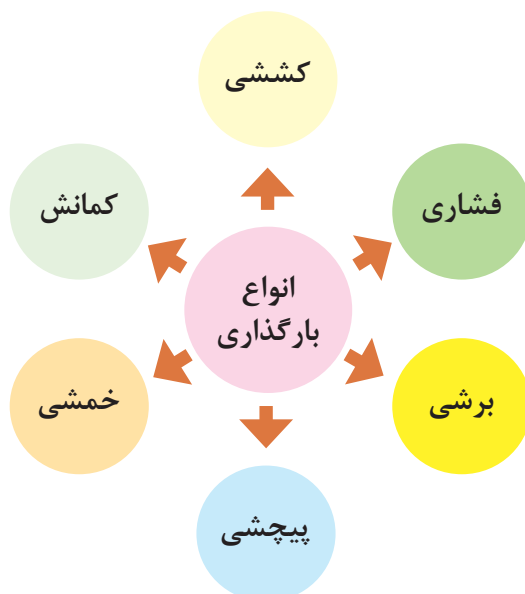 کششی
فشاری
کمانش
انواع
بارگذاری
برشی
خمشی
پیچشی